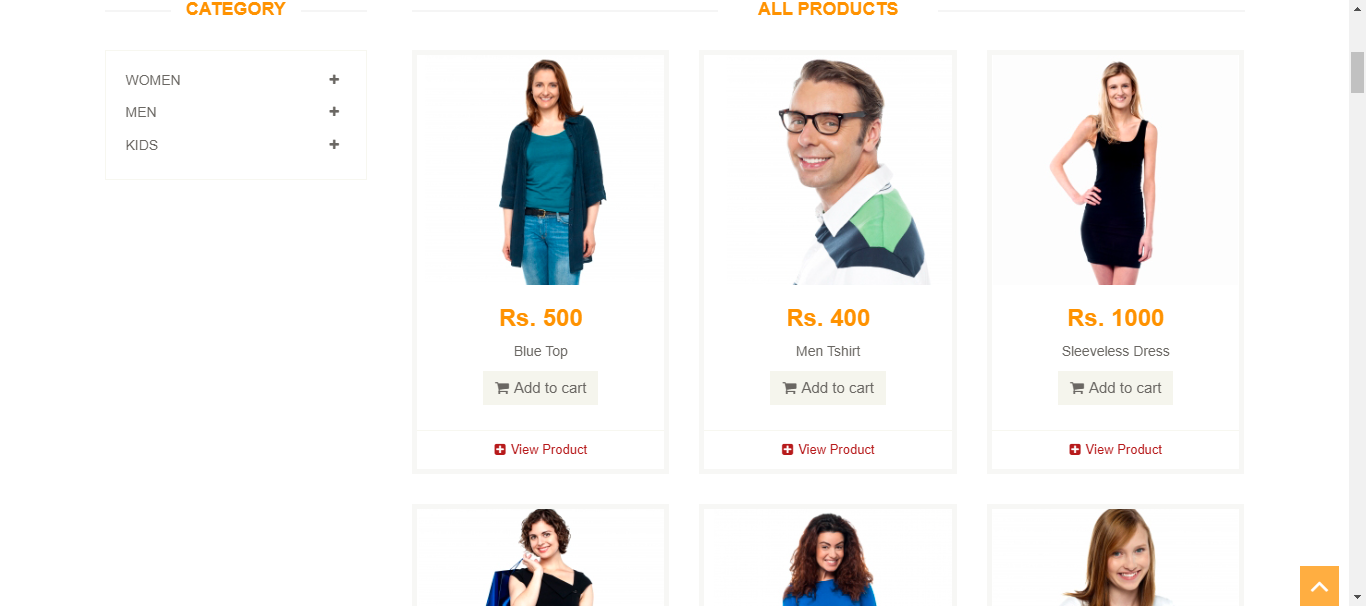 CATEGORY
ALL PRODUCTS
WOMEN
MEN
KIDS
Rs. 500
Blue Top
Add to cart
View Product
Rs. 400
Men Tshirt
Add to cart
View Product
Rs. 1000
Sleeveless Dress
Add to cart
View Product